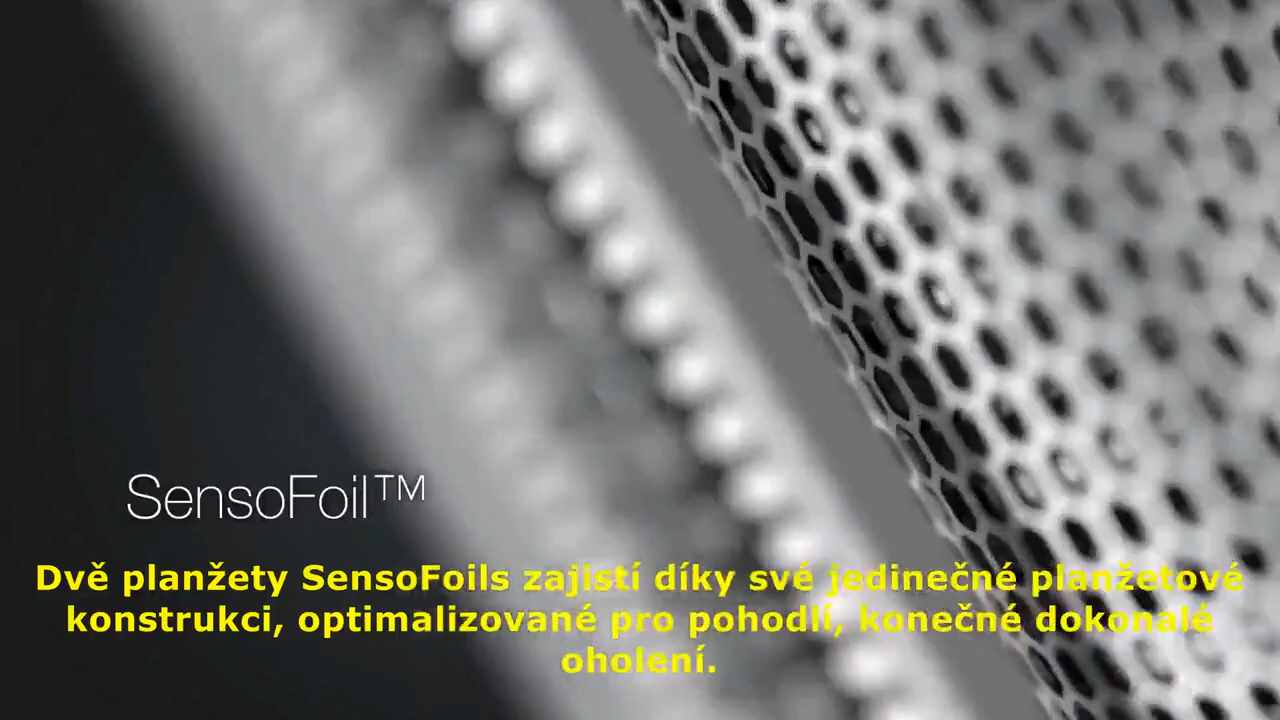 SensoFoil™
Dvě planžety SensoFoils zajistí díky své jedinečné planžetové
konstrukci, optimalizované pro pohodlí, konečné dokonalé
oholení.